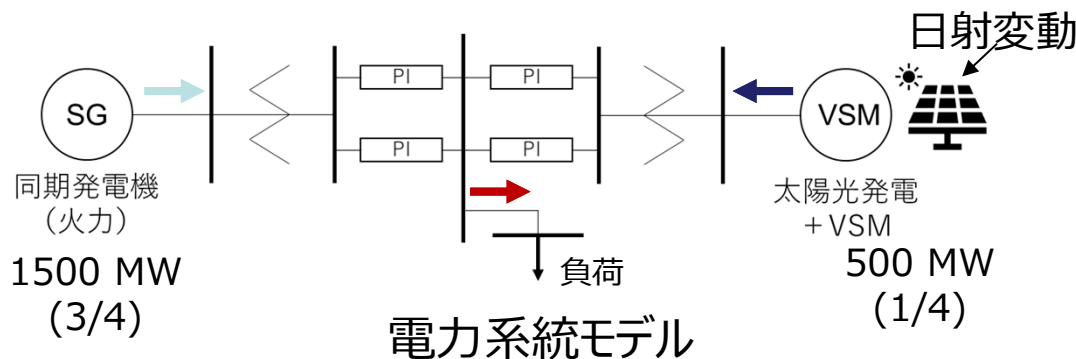 日射変動
SG
PI
PI
PI
PI
VSM
同期発電機
（火力）
太陽光発電
＋VSM
1500 MW
(3/4)
負荷
500 MW
(1/4)
電力系統モデル